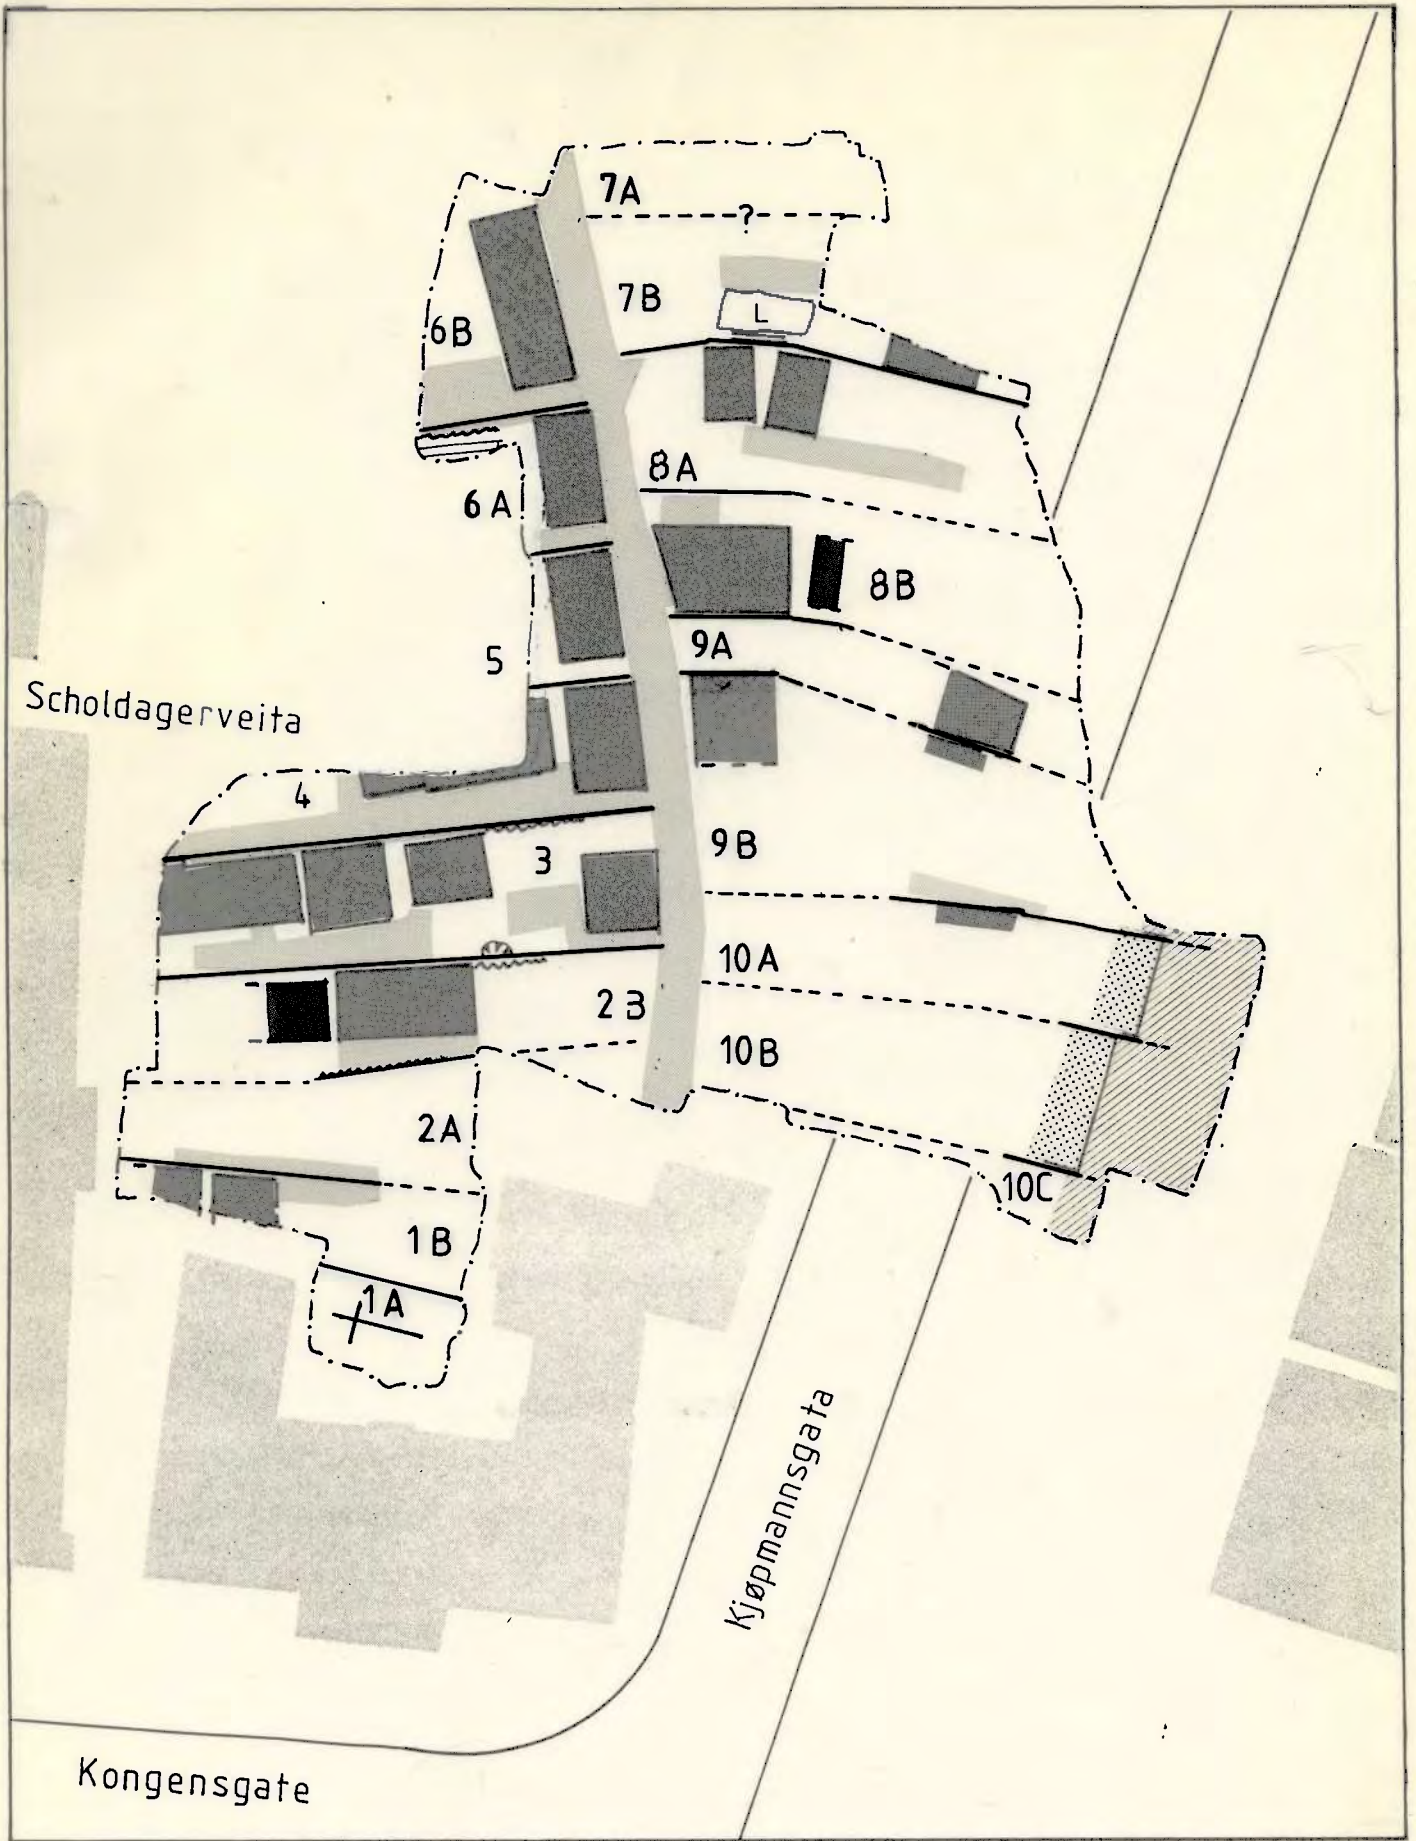 7A
?
7B
L
6B
8A
6A
8B
9A
5
Scholdagerveita
4
9B
3
10A
2B
10B
2A
10C
1B
1A
Kjøpmannsgata
Kongensgate